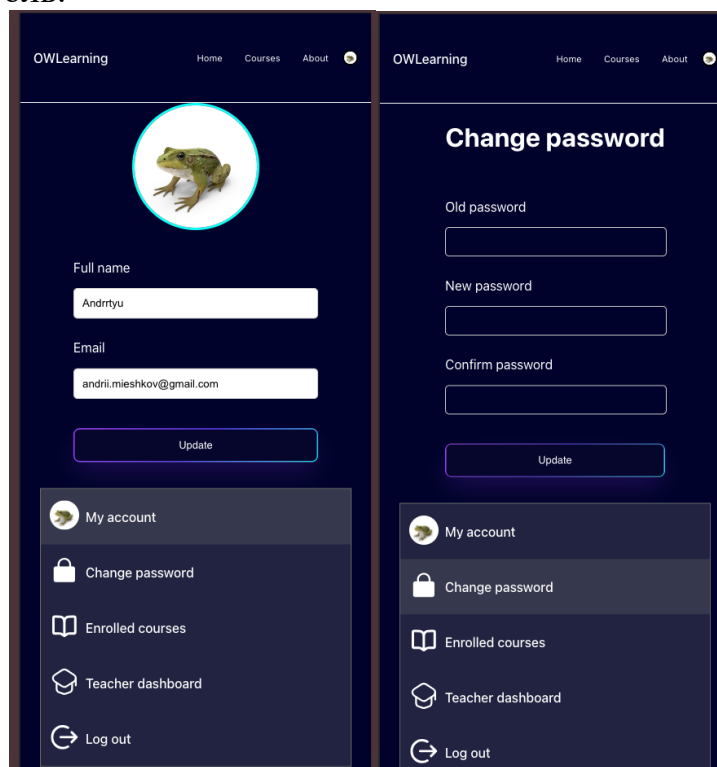 OWLearning Home Courses About
Full name
Andrrtyu
Email
andrii.mieshkov@gmail.com
Update
My account
Change password
Enrolled courses
Teacher dashboard
Log out
OWLearning Home Courses About
Change password
Old password
New password
Confirm password
Update
My account
Change password
Enrolled courses
Teacher dashboard
Log out